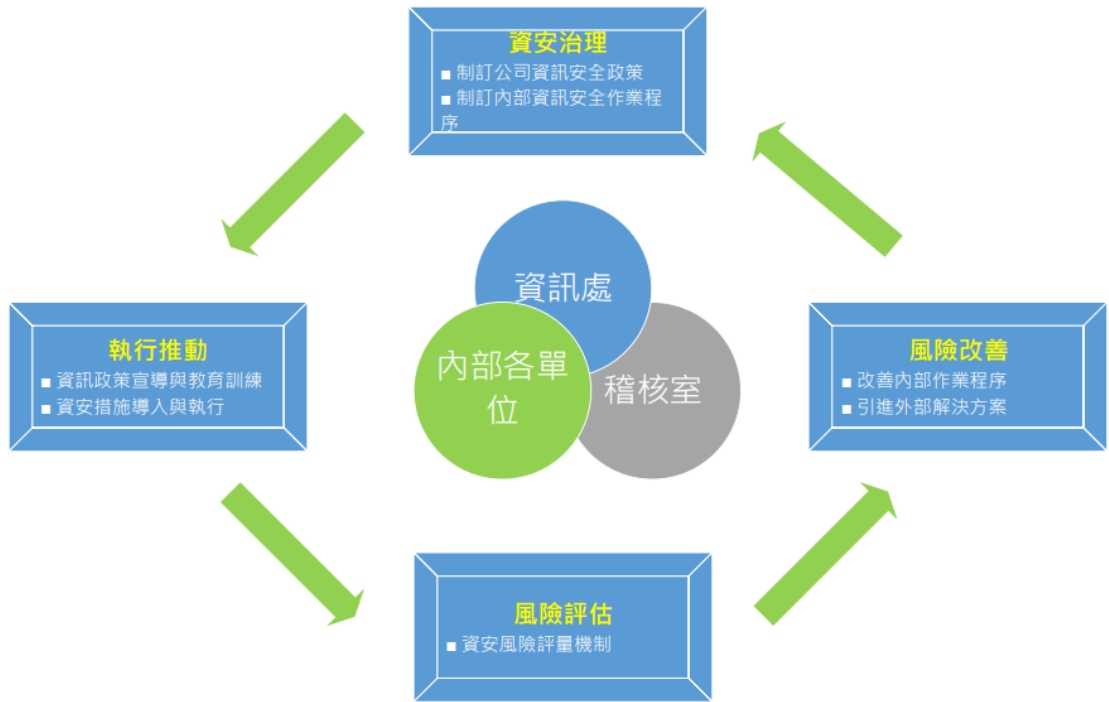 資安治理
■ 制訂公司資訊安全政策
■ 制訂內部資訊安全作業程
序
資訊處
內部各單
位
稽核室
執行推動
■ 資訊政策宣導與教育訓練
■ 資安措施導入與執行
風險改善
■ 改善內部作業程序
■ 引進外部解決方案
風險評估
■ 資安風險評量機制